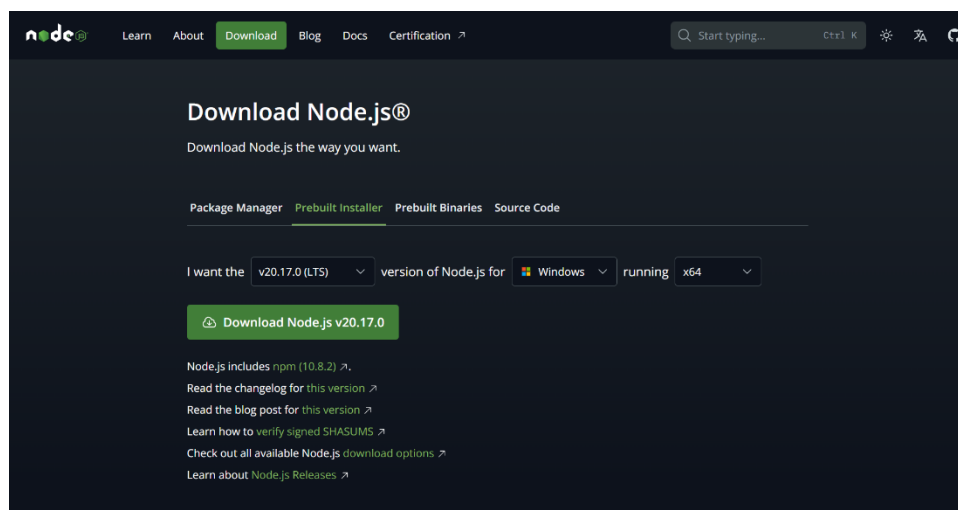 node JS
Learn About Download Blog Docs Certification ↗ Start typing... Ctrl K
Download Node.js®
Download Node.js the way you want.
Package Manager Prebuilt Installer Prebuilt Binaries Source Code
I want the v20.17.0 (LTS) version of Node.js for Windows running x64
Download Node.js v20.17.0
Node.js includes npm (10.8.2) ↗.
Read the changelog for this version ↗
Read the blog post for this version ↗
Learn how to verify signed SHASUMS ↗
Check out all available Node.js download options ↗
Learn about Node.js Releases ↗